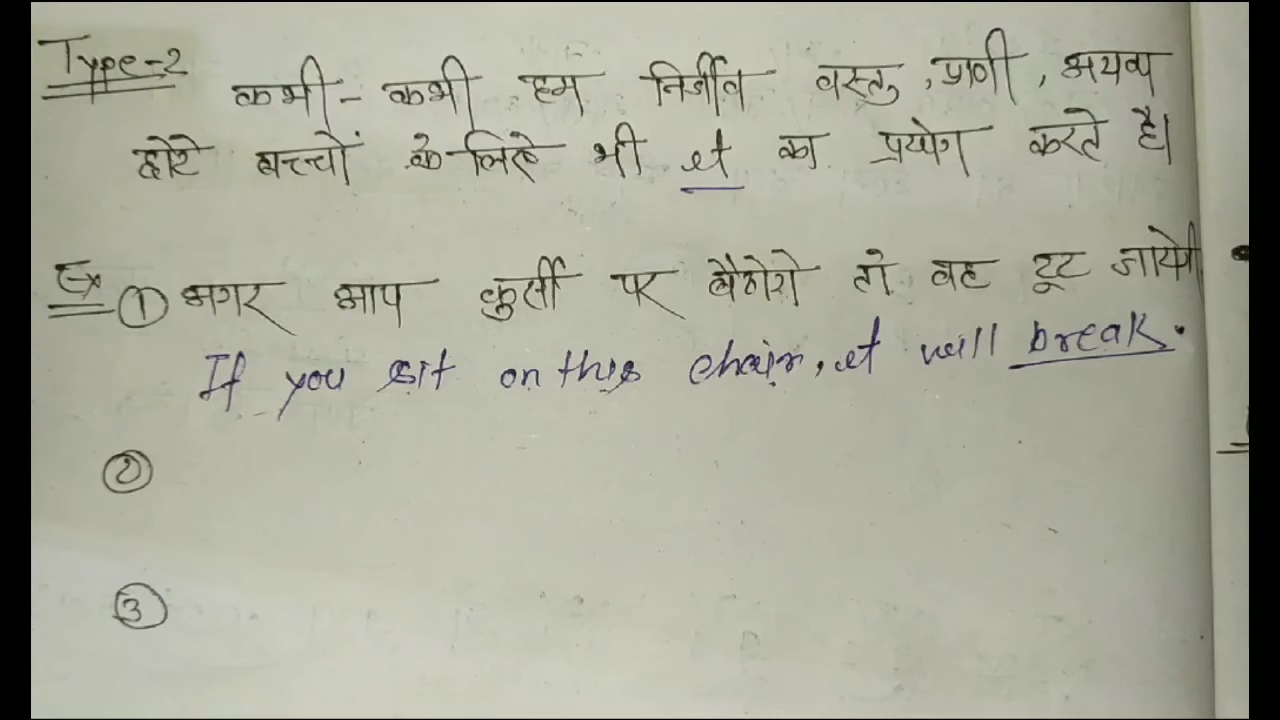 Type-2
कभी-कभी हम निर्जीव वस्तु, प्राणी, अथवा
छोटे बच्चों के लिए भी it का प्रयोग करते है।
Ex ① अगर आप कुर्सी पर बैठोगे तो वह टूट जायेगी
If you sit on this chair, it will break.
②
③